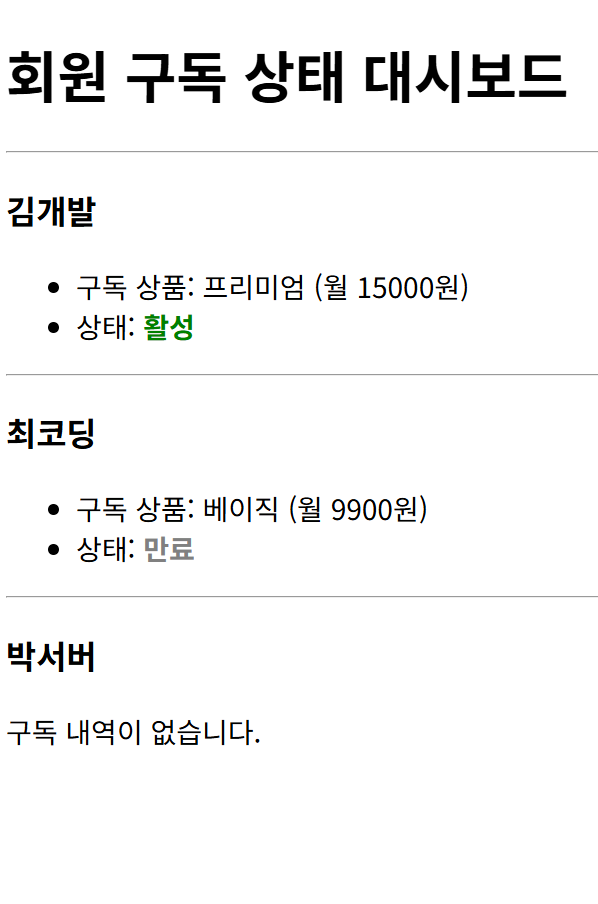 회원 구독 상태 대시보드
김개발
구독 상품: 프리미엄 (월 15000원)
상태: 활성
최코딩
구독 상품: 베이직 (월 9900원)
상태: 만료
박서버
구독 내역이 없습니다.